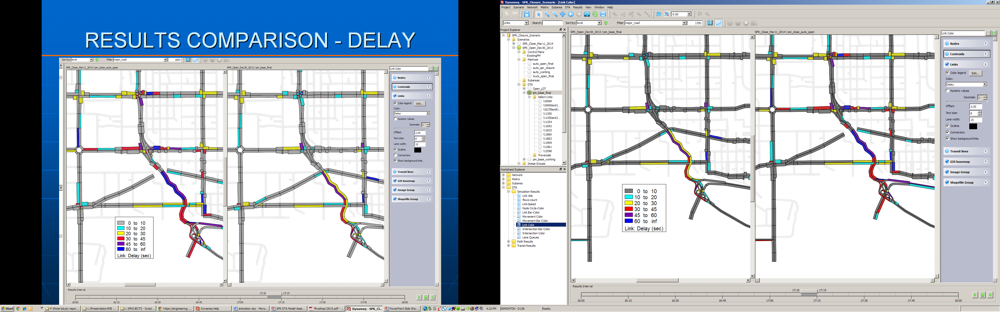 RESULTS COMPARISON - DELAY
Sort by: level Filter: major_road 1694
SPR_Close_Mar11_2014 / pm_close_auto_open
SPR_Open_Dec30_2013 / pm_base_final
Link Color
Nodes
Centroids
Links
Color legend Edit...
Color:
Delay
Numeric values
Decimals: 0
Offset: 2.00
Text size: 8
Lane width: 15
Outline
Connectors
Show background links
Transit lines
GIS basemap
Image Group
Shapefile Group
0 to 10
10 to 20
20 to 30
30 to 45
45 to 60
60 to inf
Link: Delay (sec)
Results Interval
17:10 17:15
16:00 16:15 16:30 16:45 17:00 17:15 17:30 17:45 18:00
Start
P:\Peter\study repor...
L:\Presentation\PIE ...
L:\PROJECTS - Outst...
https://engineering....
Dynameq Help
animation.doc - Micro...
SPR DTA Model Asse...
fhwahop13015.pdf - ...
Dynameq - SPR_Cl...
PowerPoint Slide Sho...
4:22 PM
Dynameq - SPR_Closure_Scenario - [Link Color]
Project Scenario Network Matrix Subarea DTA Results View Window Help
0.00
Links Search: Sort by: level Filter: major_road 1700
Project Explorer
SPR_Closure_Scenario
Scenarios
SPR_Close_Mar11_2014
SPR_Open_Dec30_2013
Control Plans
ExistingPM
Matrices
auto_open_final
auto_spr_closure
auto_working
truck_open_final
Subareas
DTA
Open_LDT
pm_base_final
Select Links
l10069
l10069and1...
l10278andl1...
l11350
l11350and1...
l11354
l11692
l11832
l11860
l11862
l11909
l11961
l12598
Traversals
pm_base_working
Image Groups
Worksheet Explorer
Network
Matrix
Subarea
DTA
Simulation Results
Link Vols
flows-count
Link-Speed
Node Circle-Color
Link Bar-Color
Movement Color
Movement Bar-Color
Link Color
Intersection Bar-Color
Intersection Color
Lane Queues
Path Results
Transit Results
SPR_Open_Dec30_2013 / pm_base_final
SPR_Close_Mar11_2014 / pm_close_auto_open
0 to 10
10 to 20
20 to 30
30 to 45
45 to 60
60 to inf
Link: Delay (sec)
Link Color
Nodes
Centroids
Links
Color legend Edit...
Color:
Delay
Numeric values
Decimals: 0
Offset: 2.00
Text size: 8
Lane width: 15
Outline
Connectors
Show background links
Transit lines
GIS basemap
Image Group
Shapefile Group
Results Interval
17:10 17:15
16:00 16:15 16:30 16:45 17:00 17:15 17:30 17:45 18:00
EDMONTON - D138 Ready.